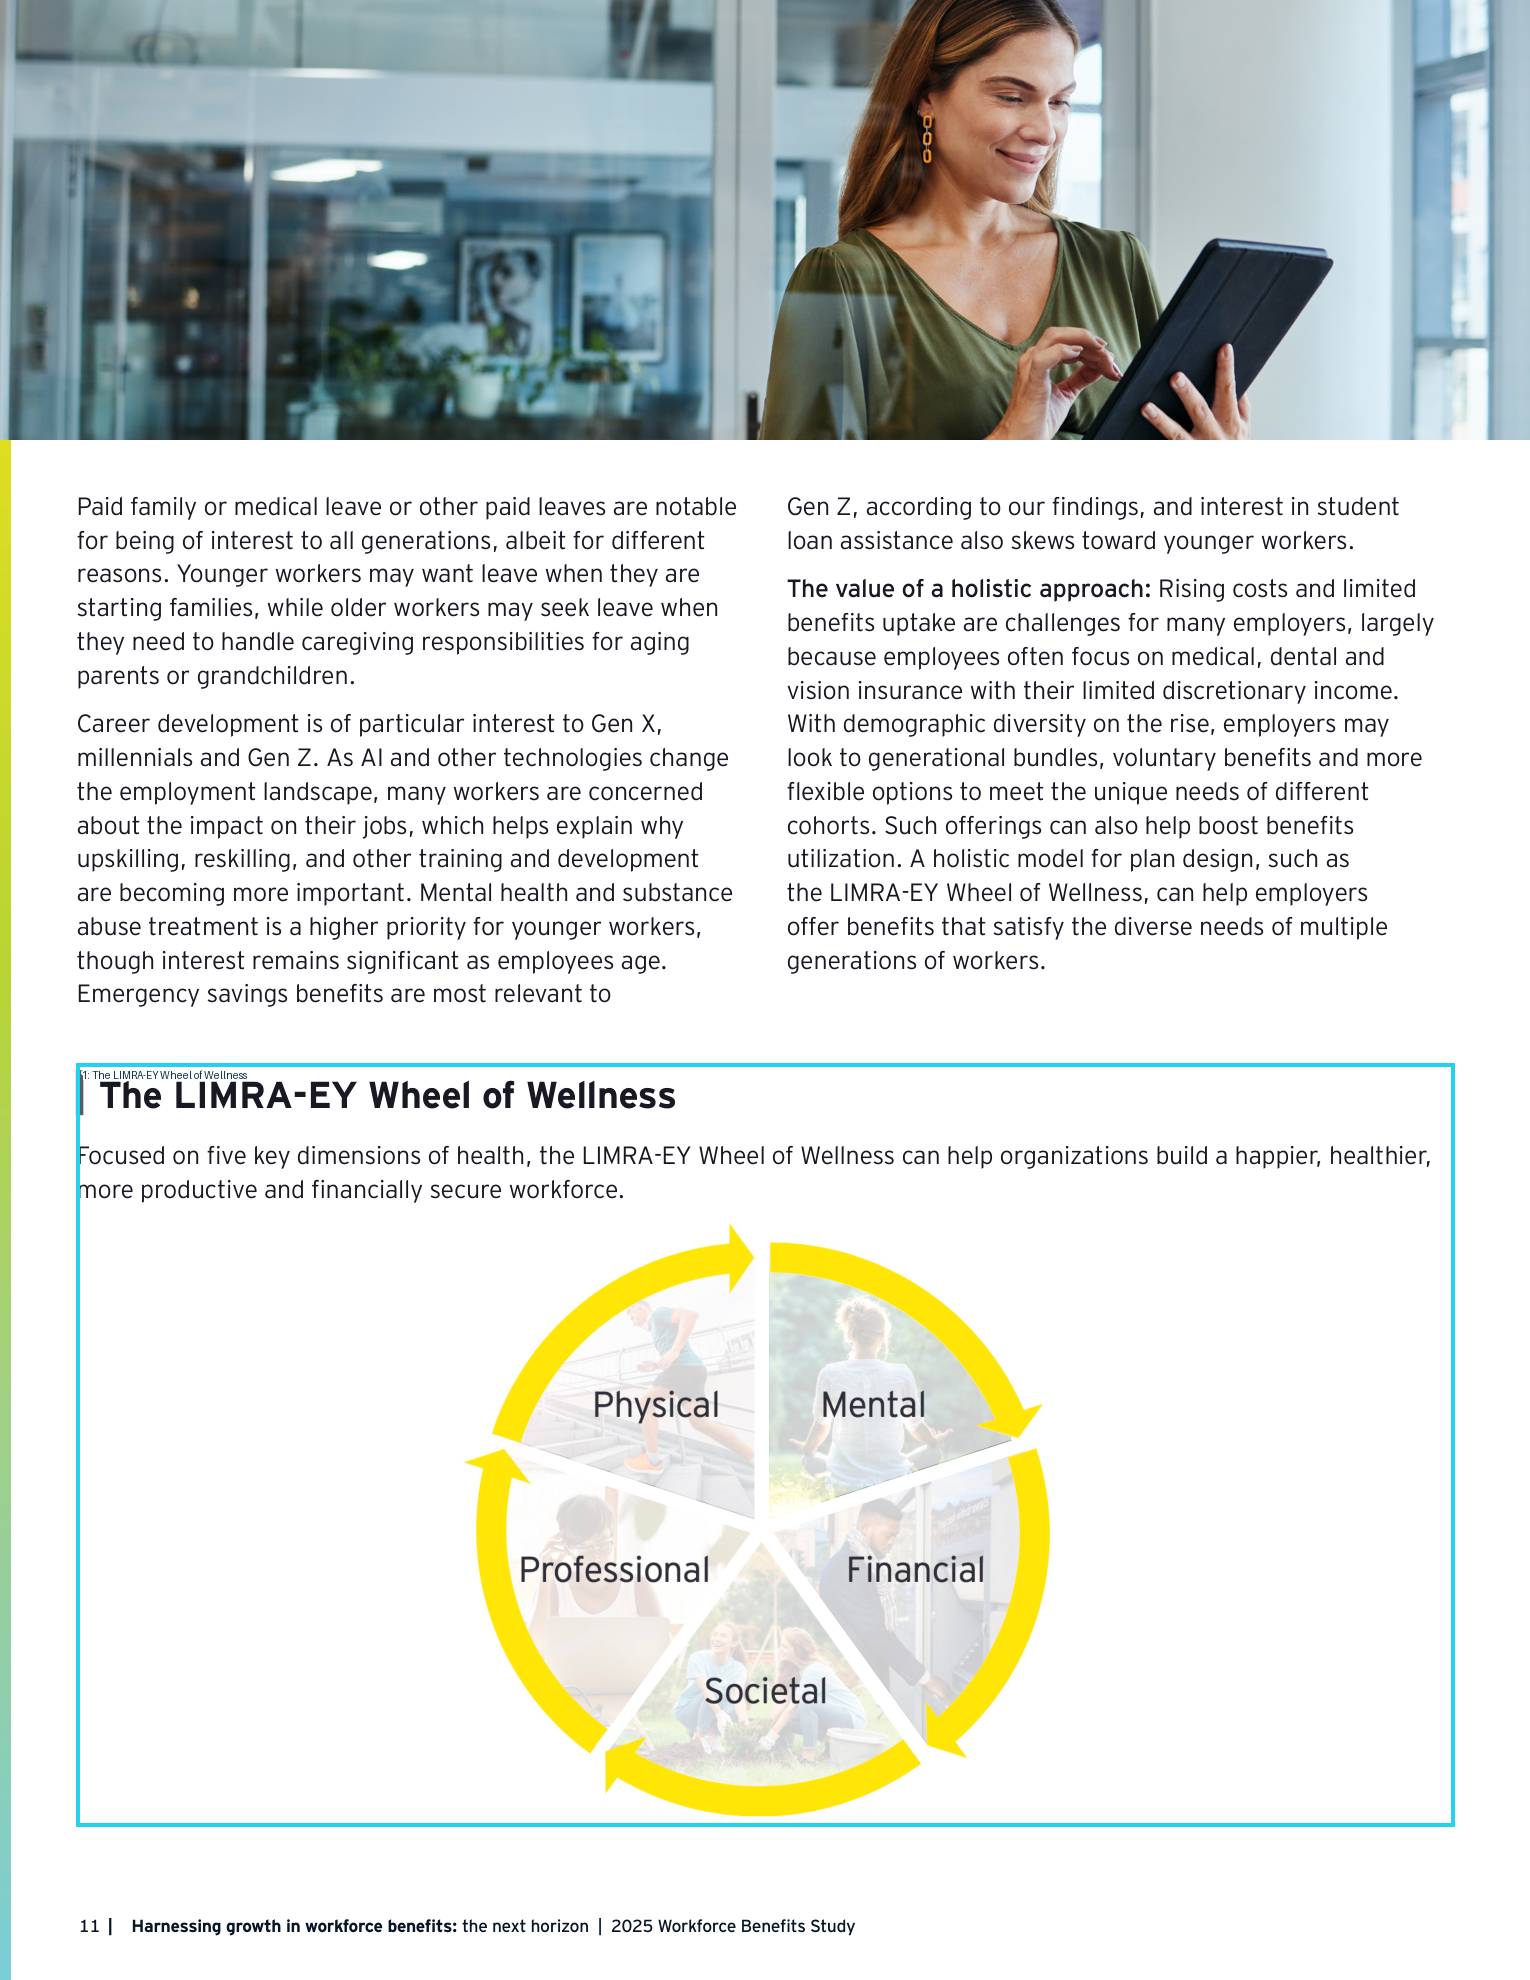 Paid family or medical leave or other paid leaves are notable
for being of interest to all generations, albeit for different
reasons. Younger workers may want leave when they are
starting families, while older workers may seek leave when
they need to handle caregiving responsibilities for aging
parents or grandchildren.
Career development is of particular interest to Gen X,
millennials and Gen Z. As AI and other technologies change
the employment landscape, many workers are concerned
about the impact on their jobs, which helps explain why
upskilling, reskilling, and other training and development
are becoming more important. Mental health and substance
abuse treatment is a higher priority for younger workers,
though interest remains significant as employees age.
Emergency savings benefits are most relevant to
Gen Z, according to our findings, and interest in student
loan assistance also skews toward younger workers.
The value of a holistic approach: Rising costs and limited
benefits uptake are challenges for many employers, largely
because employees often focus on medical, dental and
vision insurance with their limited discretionary income.
With demographic diversity on the rise, employers may
look to generational bundles, voluntary benefits and more
flexible options to meet the unique needs of different
cohorts. Such offerings can also help boost benefits
utilization. A holistic model for plan design, such as
the LIMRA-EY Wheel of Wellness, can help employers
offer benefits that satisfy the diverse needs of multiple
generations of workers.
1: The LIMRA-EY Wheel of Wellness
The LIMRA-EY Wheel of Wellness
Focused on five key dimensions of health, the LIMRA-EY Wheel of Wellness can help organizations build a happier, healthier,
more productive and financially secure workforce.
Physical
Mental
Professional
Financial
Societal
11 | Harnessing growth in workforce benefits: the next horizon | 2025 Workforce Benefits Study